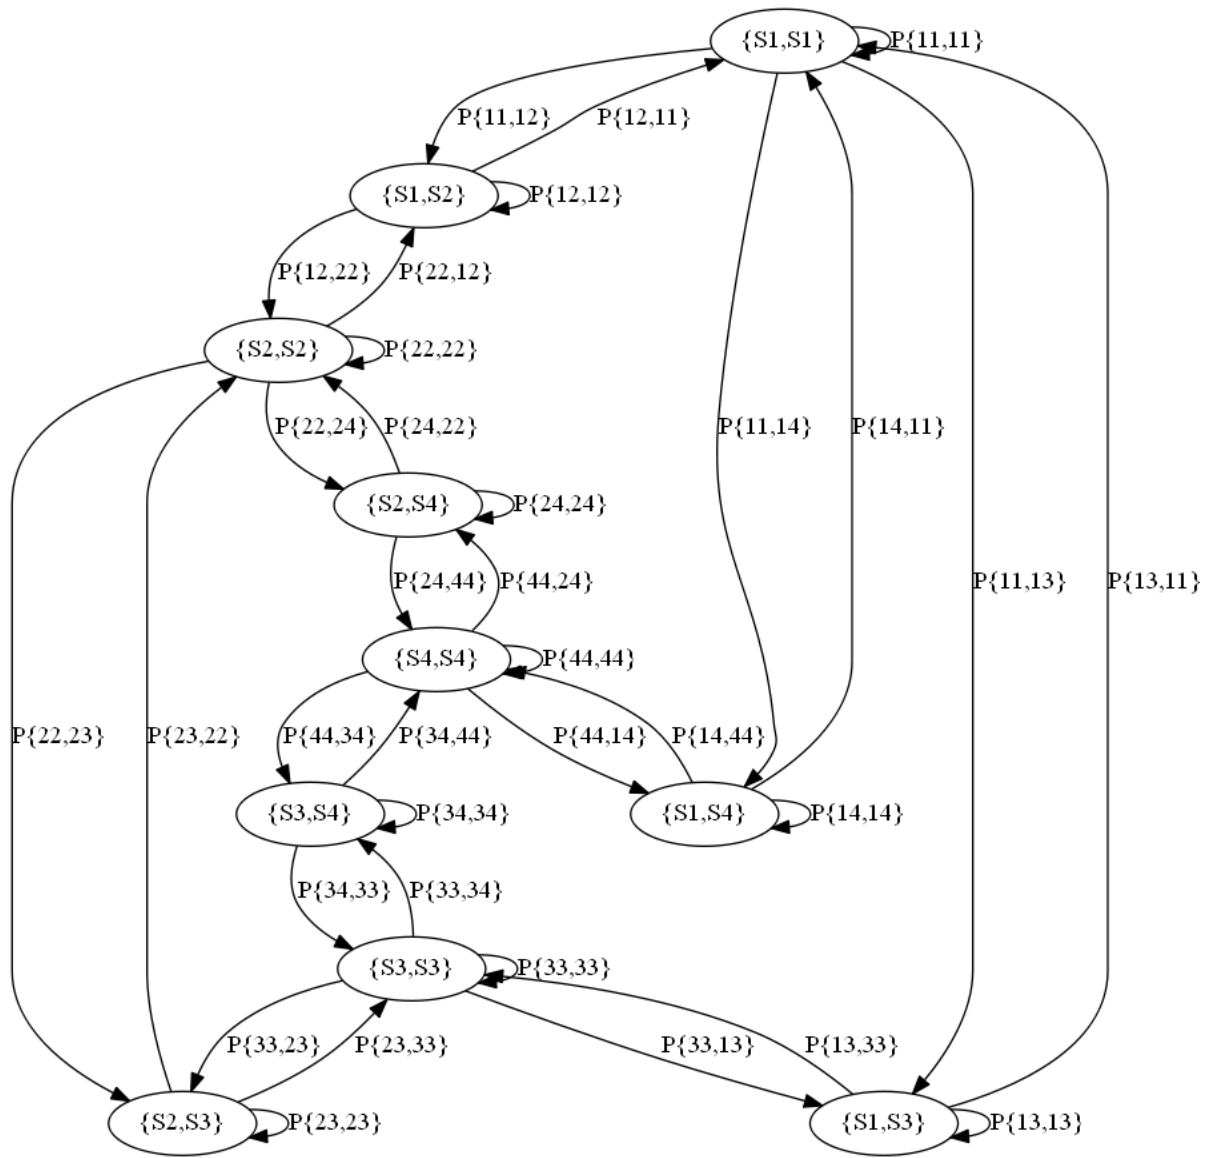 {S1,S1}
P{11,11}
P{11,12}
P{12,11}
{S1,S2}
P{12,12}
P{12,22}
P{22,12}
{S2,S2}
P{22,22}
P{22,24}
P{24,22}
P{11,14}
P{14,11}
{S2,S4}
P{24,24}
P{24,44}
P{44,24}
P{11,13}
P{13,11}
{S4,S4}
P{44,44}
P{22,23}
P{23,22}
P{44,34}
P{34,44}
P{44,14}
P{14,44}
{S3,S4}
P{34,34}
{S1,S4}
P{14,14}
P{34,33}
P{33,34}
{S3,S3}
P{33,33}
P{33,23}
P{23,33}
P{33,13}
P{13,33}
{S2,S3}
P{23,23}
{S1,S3}
P{13,13}